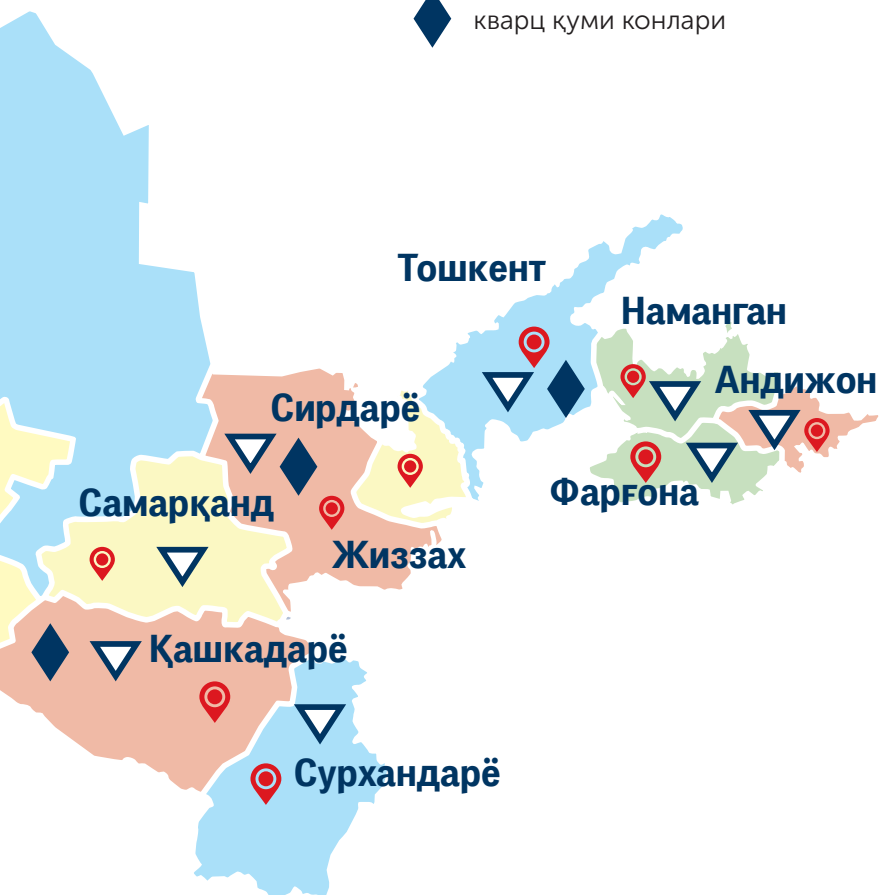 кварц қуми конлари
Тошкент
Наманган
Андижон
Сирдарё
Самарқанд
Фарғона
Жиззах
Қашкадарё
Сурхандарё